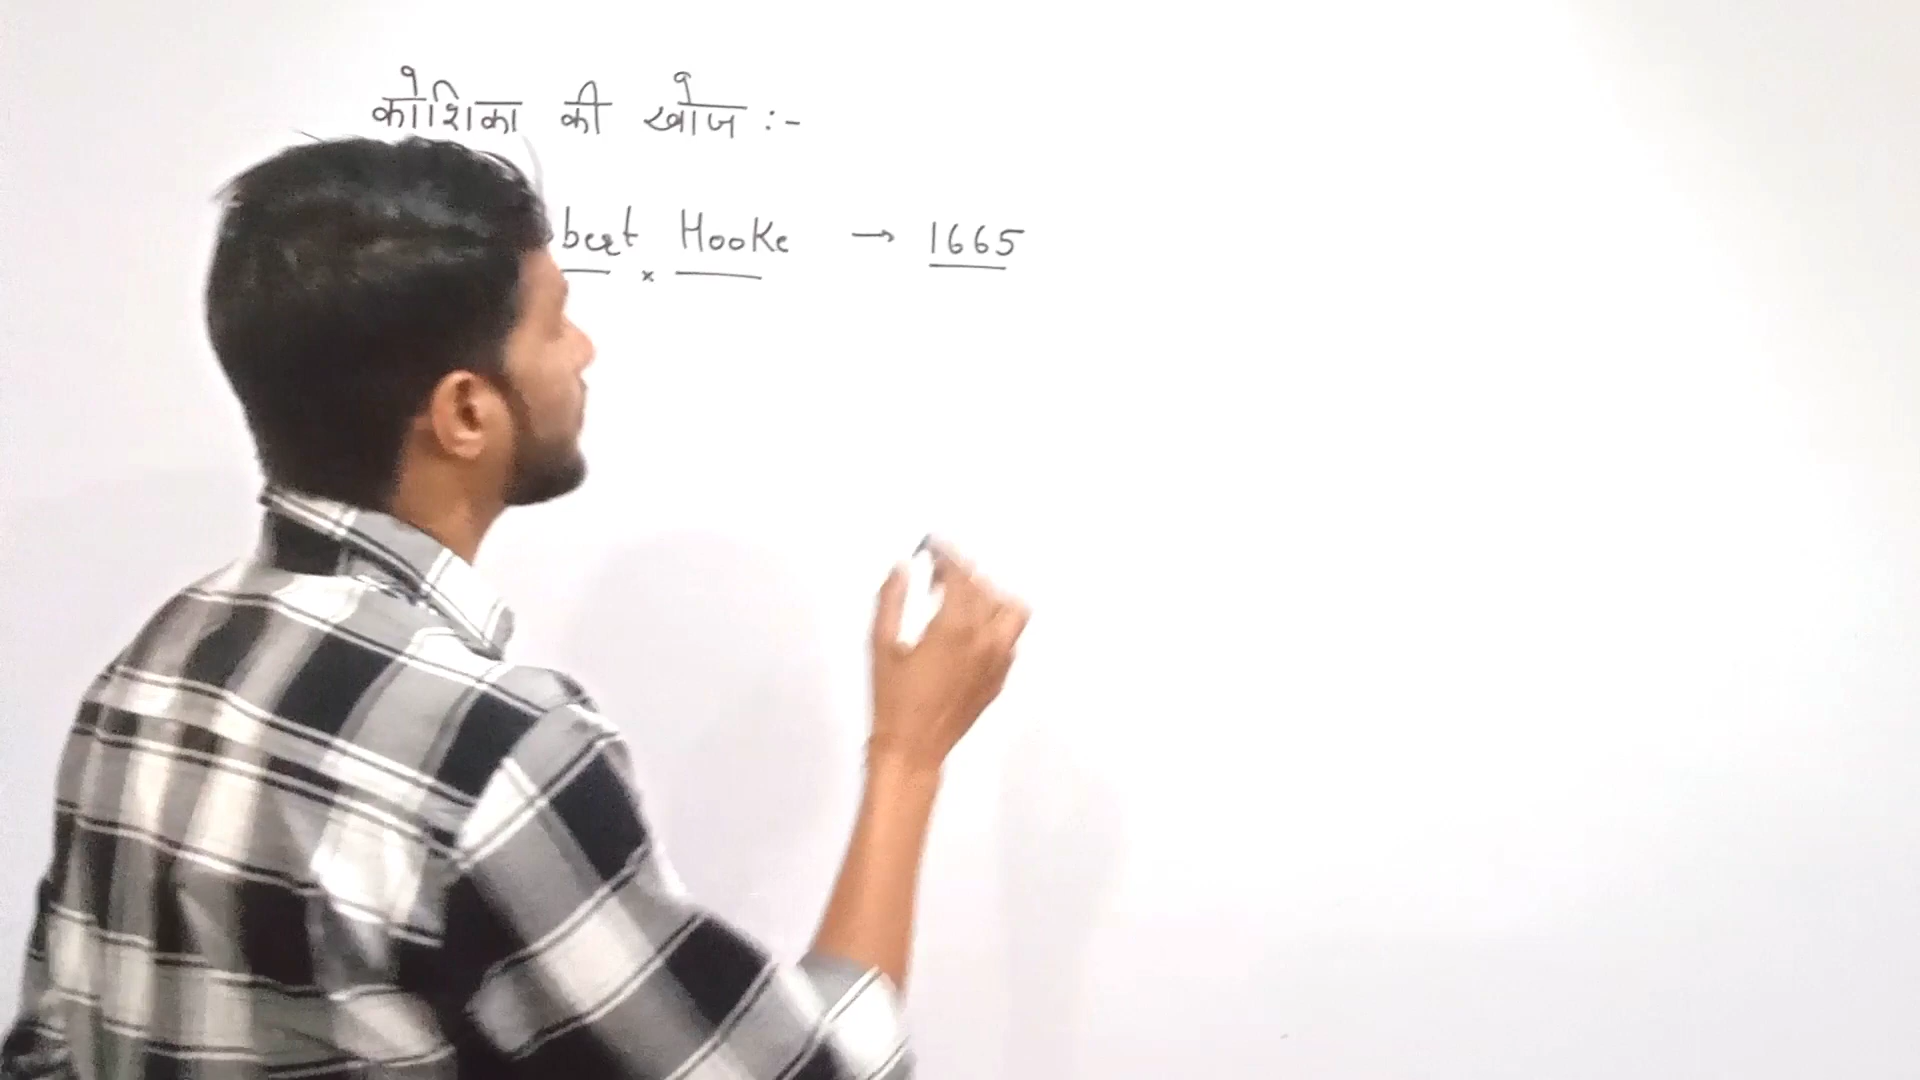 कोशिका की खोज :-
bert Hooke → 1665